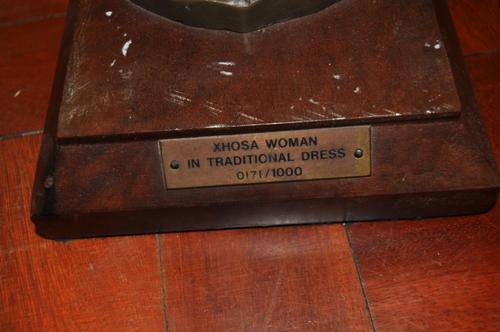 XHOSA WOMAN
IN TRADITIONAL DRESS
0171/1000